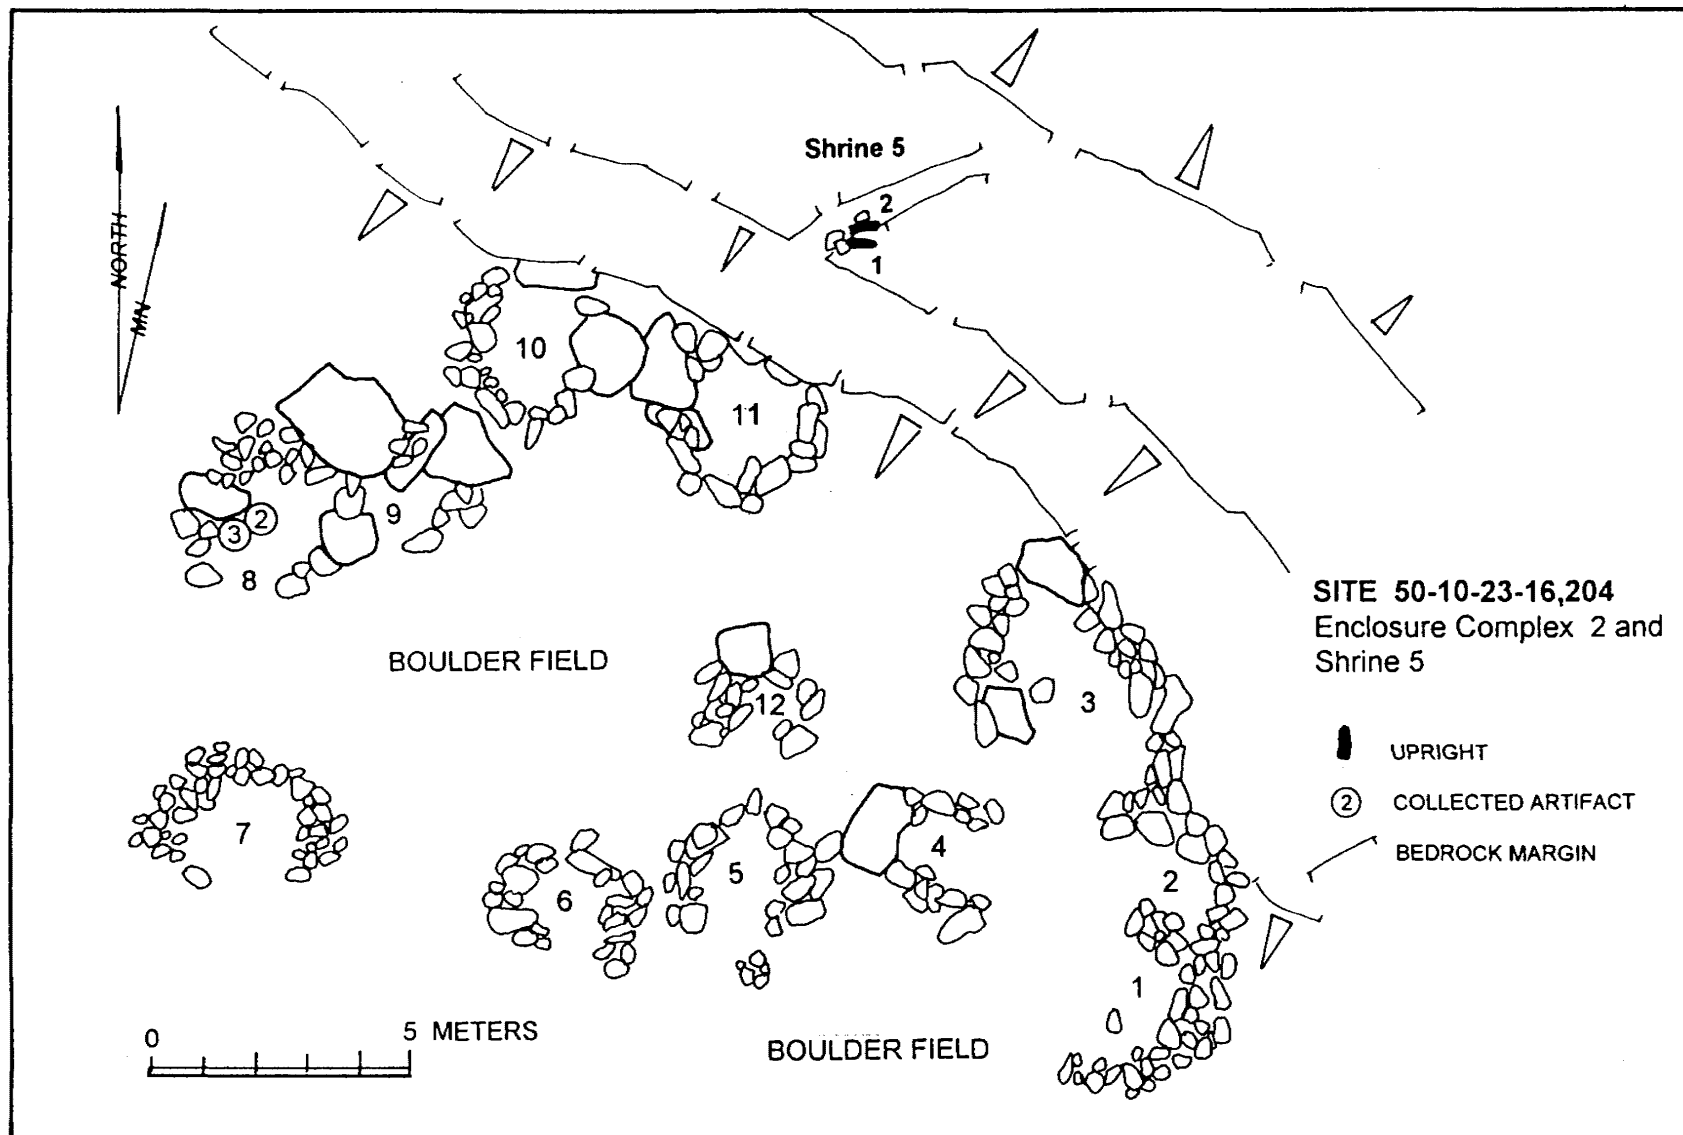 Shrine 5
2
1
NORTH
MN
10
11
9
2
3
8
SITE 50-10-23-16,204
Enclosure Complex 2 and
Shrine 5
BOULDER FIELD
12
3
UPRIGHT
2 COLLECTED ARTIFACT
BEDROCK MARGIN
7
6
5
4
2
1
0 5 METERS
BOULDER FIELD